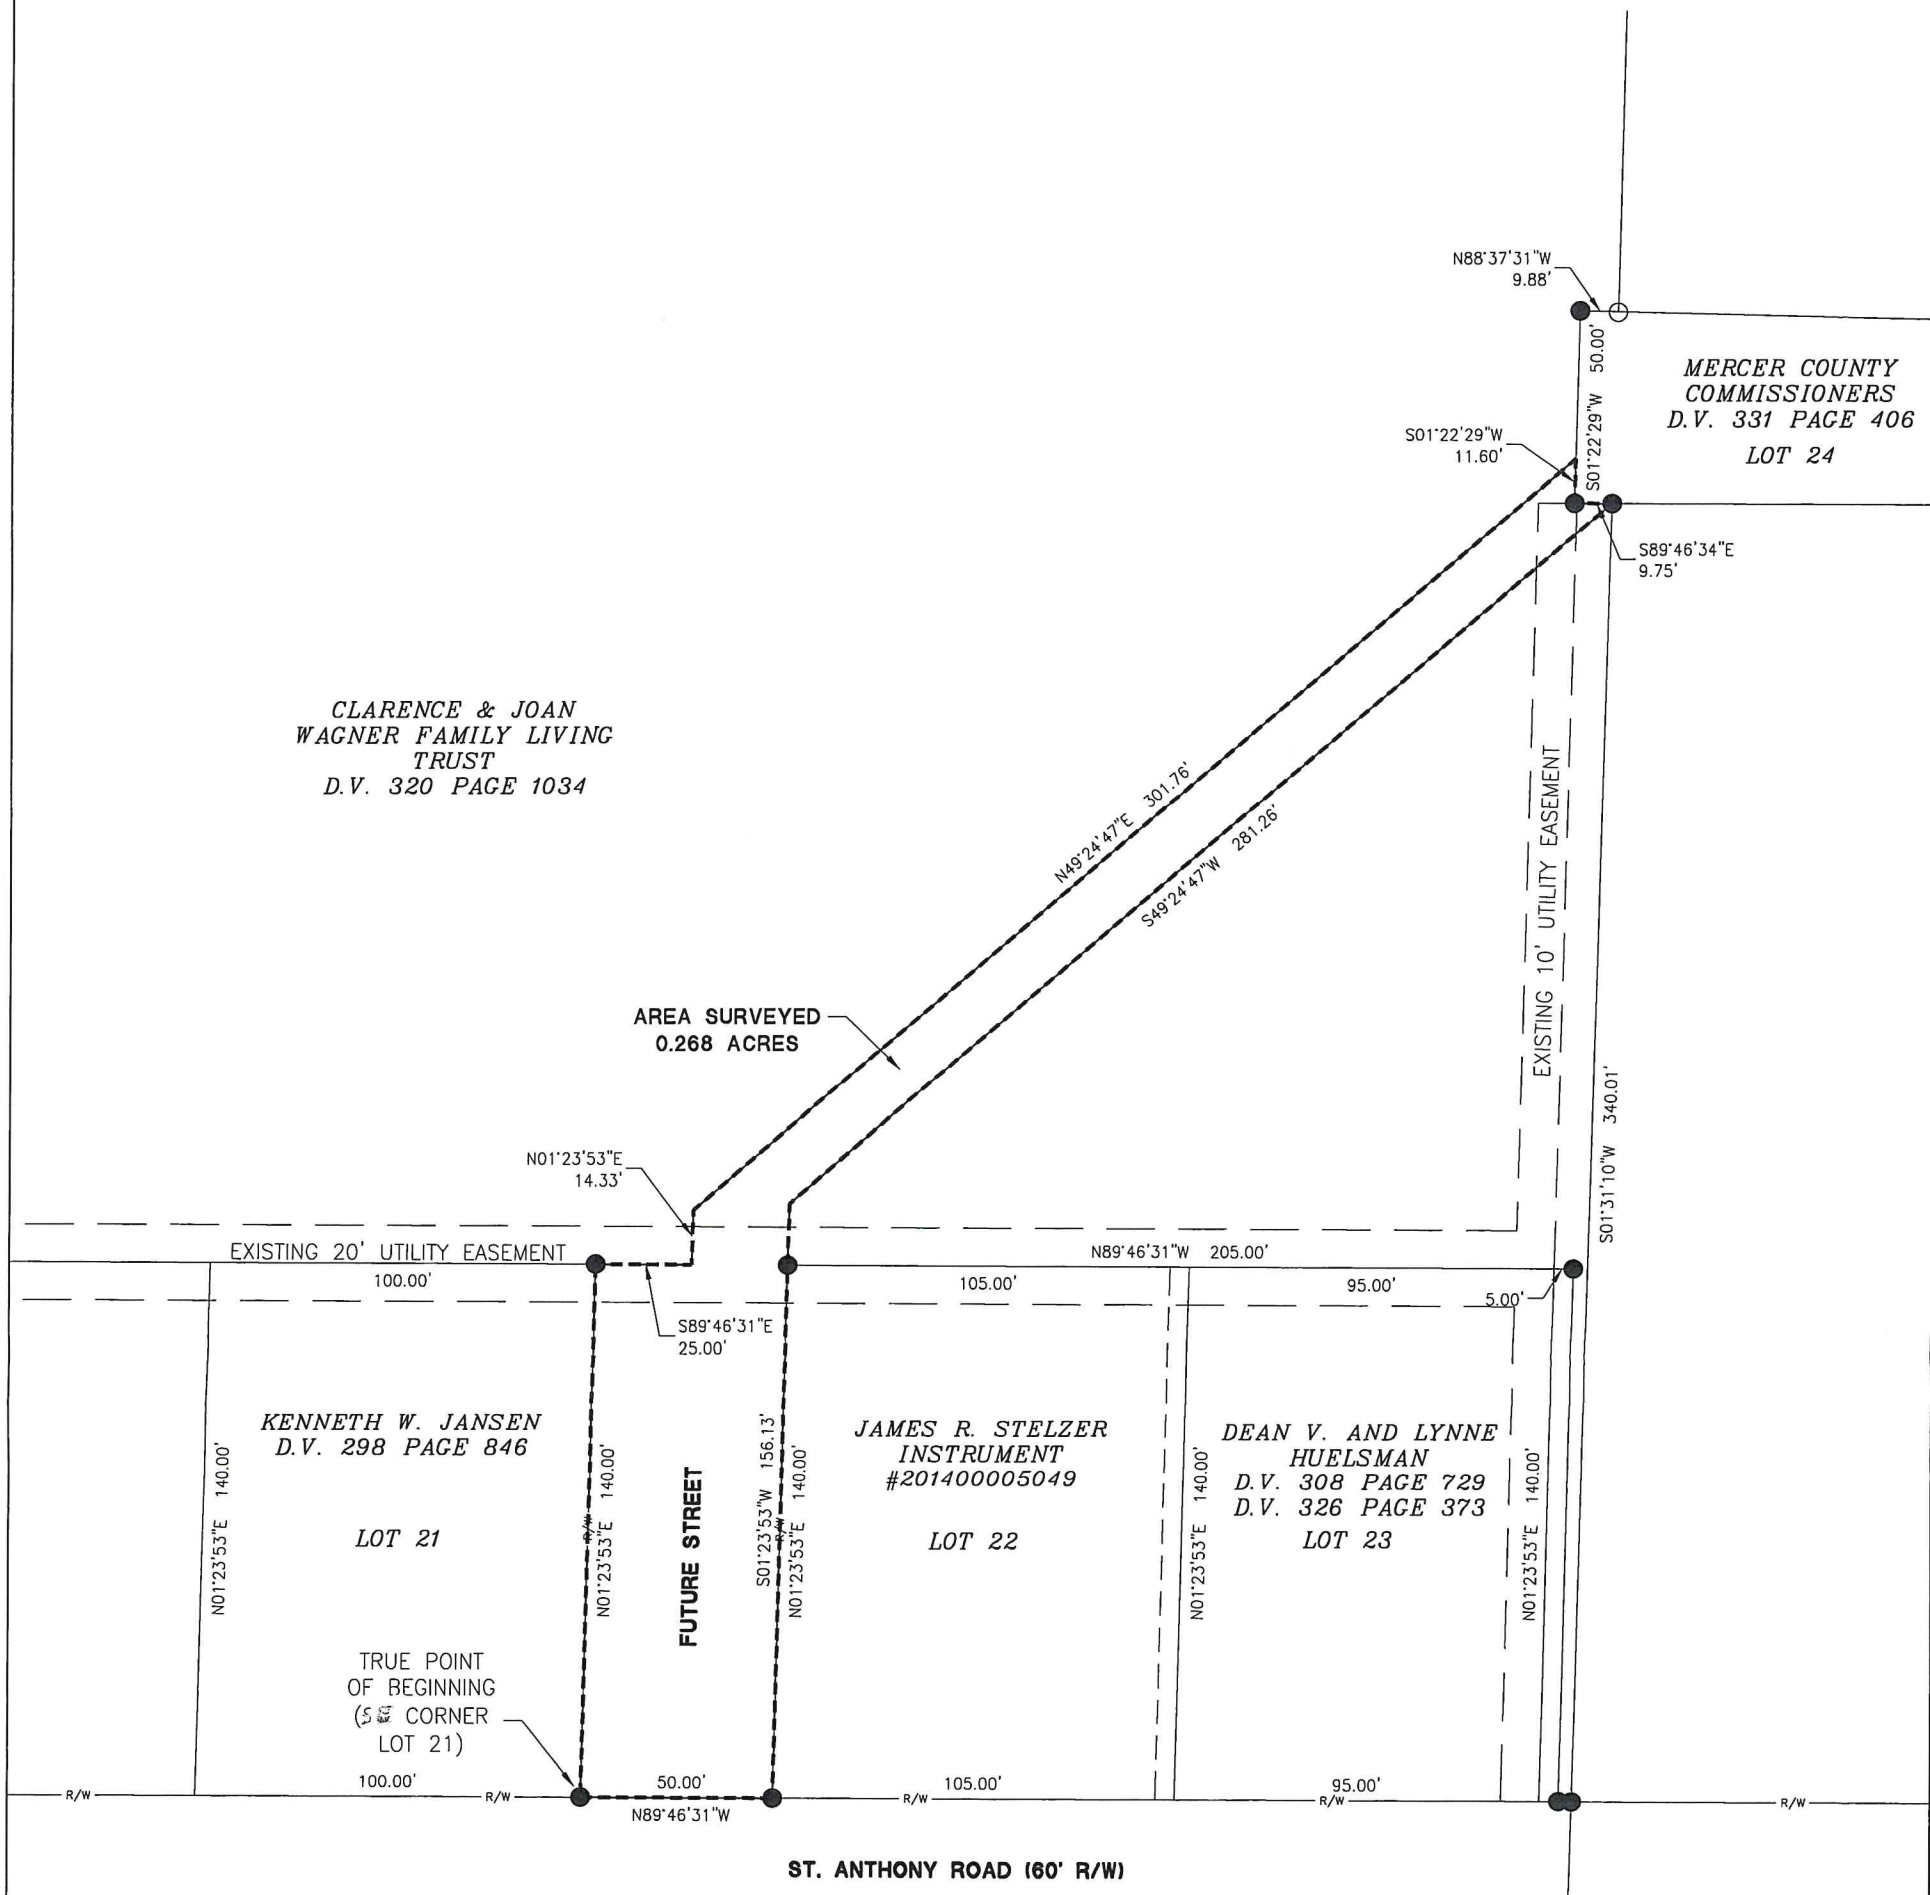 N88°37'31"W
9.88'
S01°22'29"W 50.00'
MERCER COUNTY
COMMISSIONERS
D.V. 331 PAGE 406
LOT 24
S01°22'29"W
11.60'
S89°46'34"E
9.75'
CLARENCE & JOAN
WAGNER FAMILY LIVING
TRUST
D.V. 320 PAGE 1034
N49°24'47"E 301.76'
S49°24'47"W 281.26'
EXISTING 10' UTILITY EASEMENT
S01°31'10"W 340.01'
AREA SURVEYED
0.268 ACRES
N01°23'53"E
14.33'
EXISTING 20' UTILITY EASEMENT
N89°46'31"W 205.00'
100.00'
105.00'
95.00'
5.00'
S89°46'31"E
25.00'
N01°23'53"E 140.00'
KENNETH W. JANSEN
D.V. 298 PAGE 846
LOT 21
N01°23'53"E 140.00'
R/W
FUTURE STREET
S01°23'53"W 156.13'
R/W
N01°23'53"E 140.00'
JAMES R. STELZER
INSTRUMENT
#201400005049
LOT 22
N01°23'53"E 140.00'
DEAN V. AND LYNNE
HUELSMAN
D.V. 308 PAGE 729
D.V. 326 PAGE 373
LOT 23
N01°23'53"E 140.00'
TRUE POINT
OF BEGINNING
(SE CORNER
LOT 21)
R/W
100.00'
R/W
50.00'
N89°46'31"W
R/W
105.00'
R/W
95.00'
R/W
ST. ANTHONY ROAD (60' R/W)